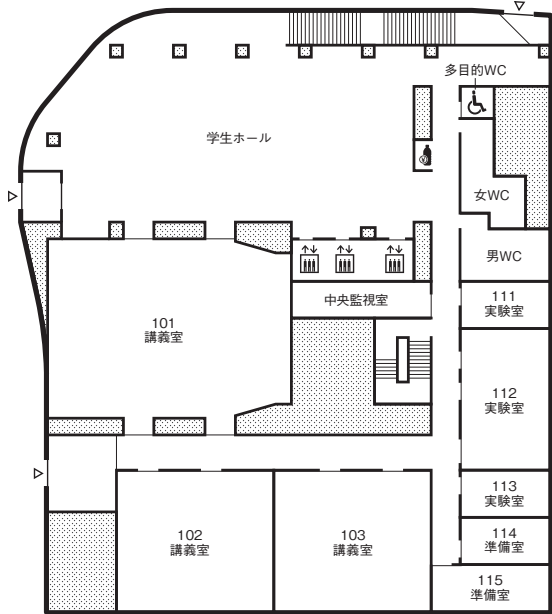 多目的WC
学生ホール
女WC
男WC
中央監視室
101
講義室
111
実験室
112
実験室
113
実験室
102
講義室
103
講義室
114
準備室
115
準備室